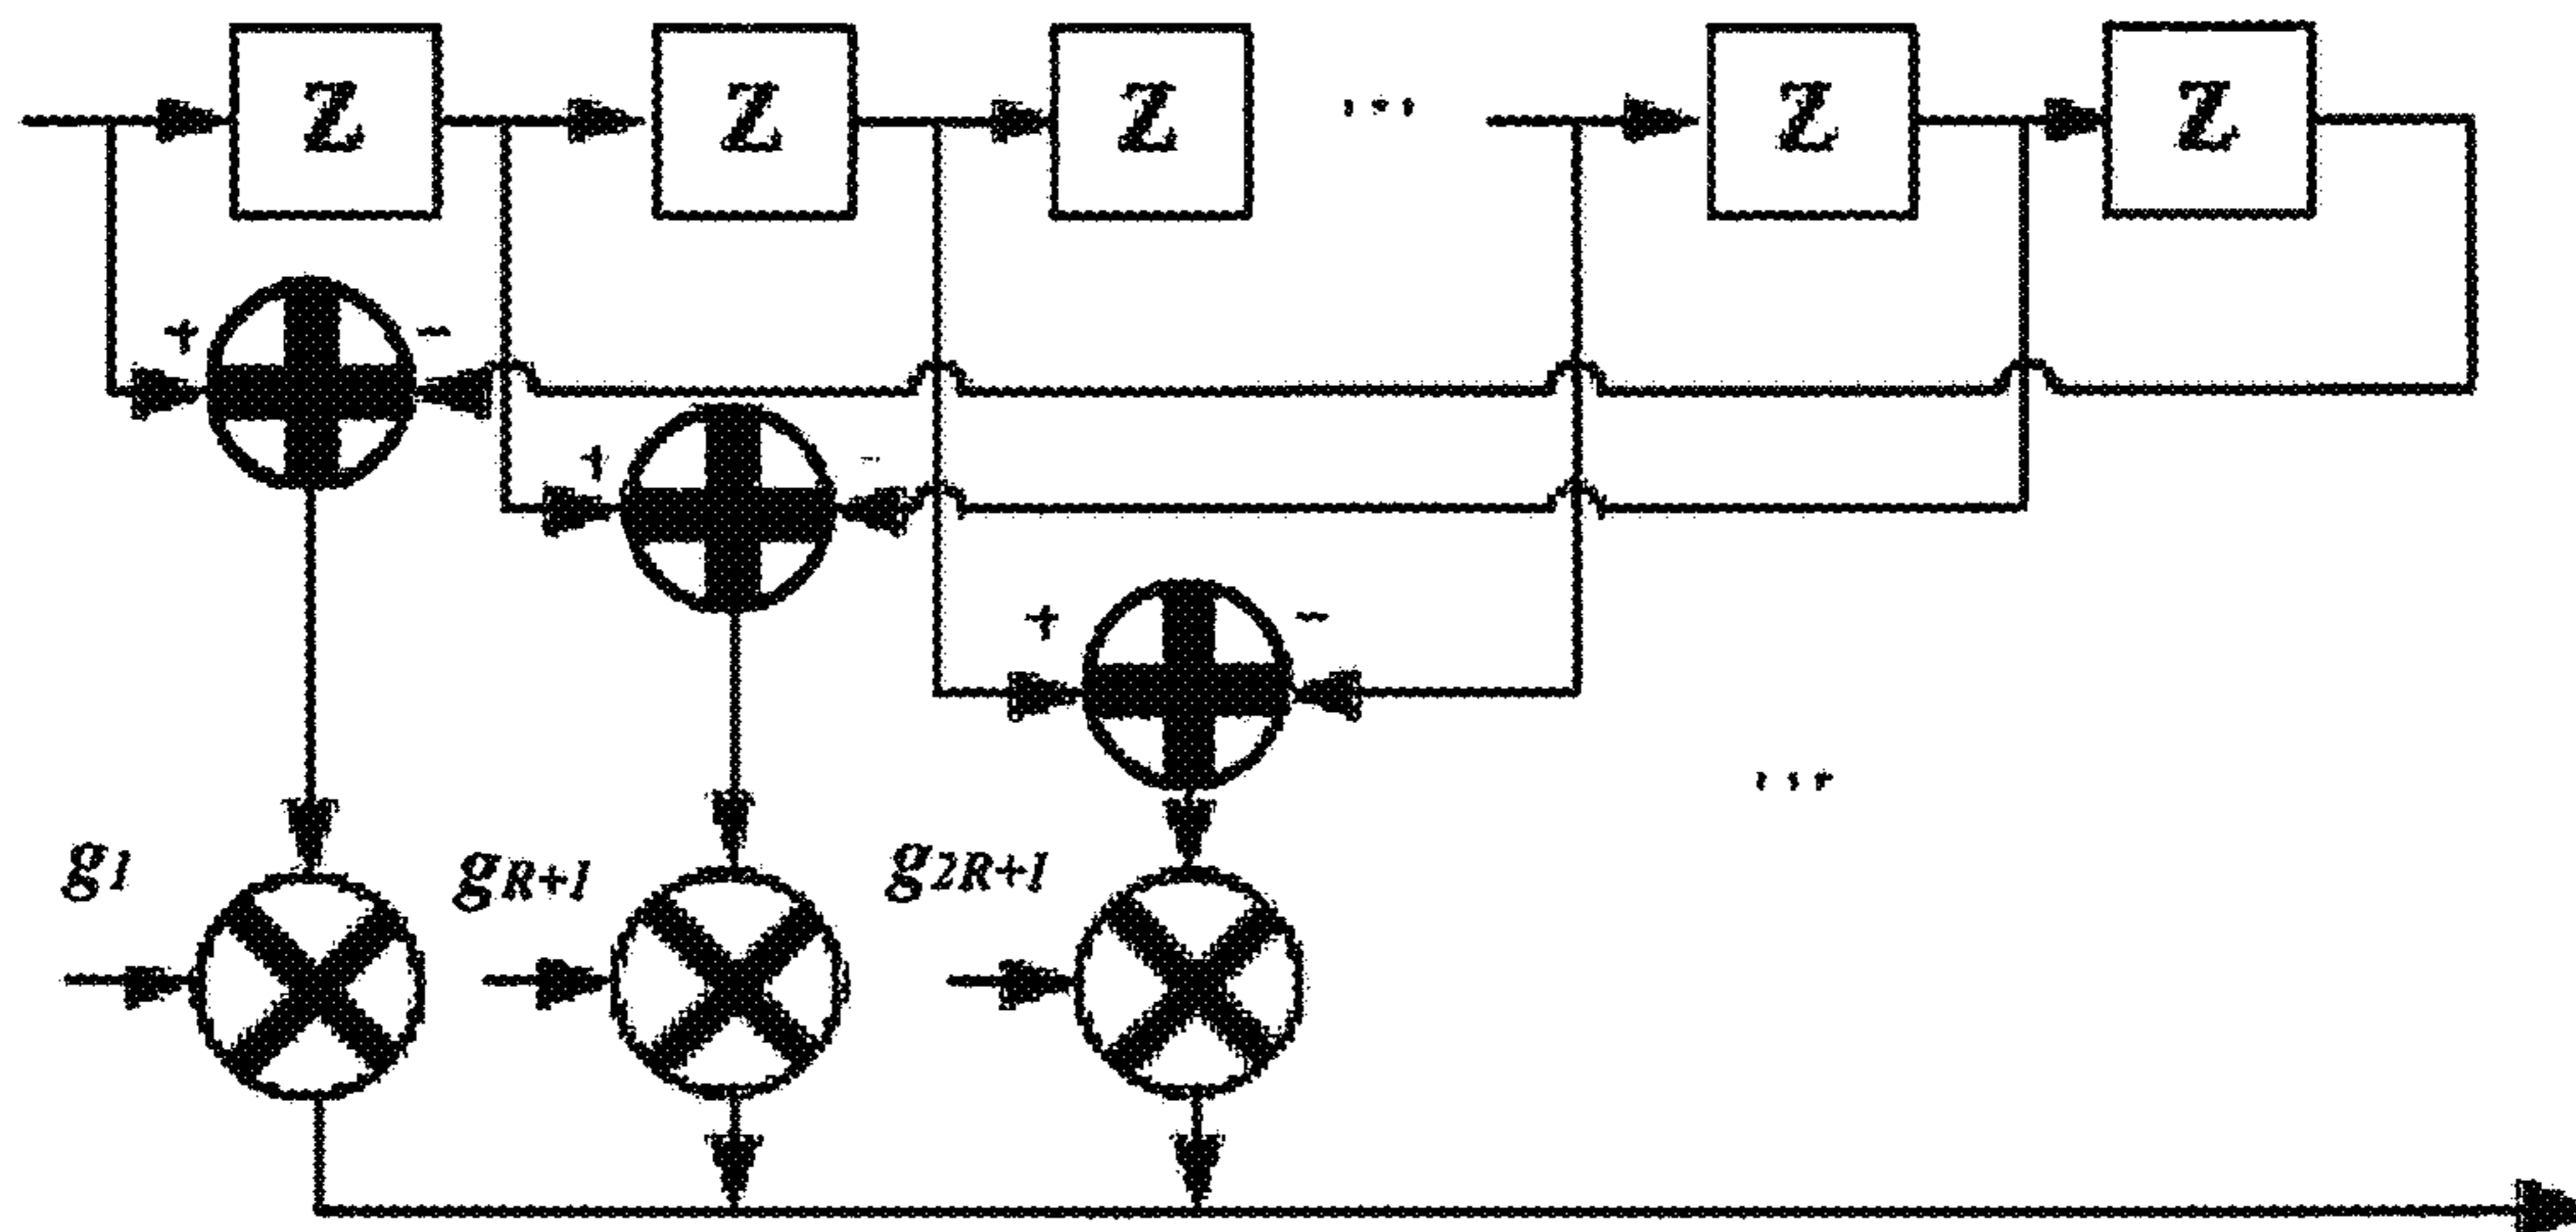 Z Z Z ... Z Z
+ -
+ -
+ -
...
g1 gR+1 g2R+1